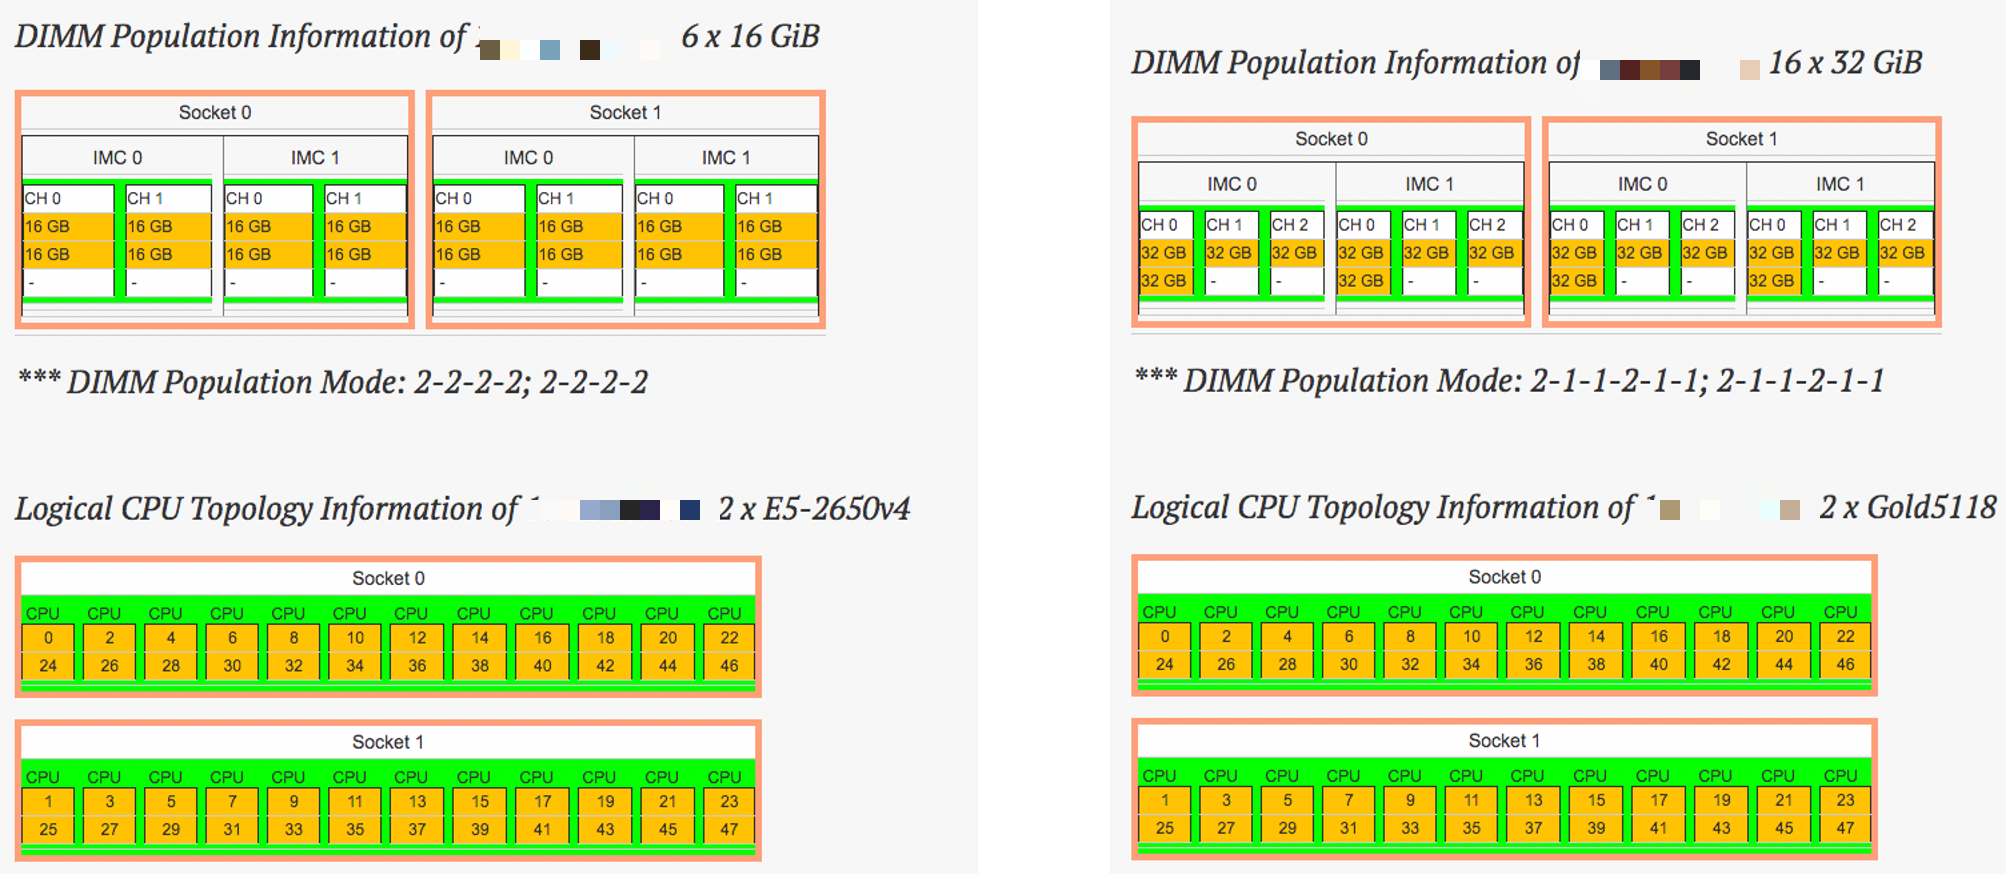 DIMM Population Information of 6 x 16 GiB
Socket 0 Socket 1
IMC 0 IMC 1 IMC 0 IMC 1
CH 0 CH 1 CH 0 CH 1 CH 0 CH 1 CH 0 CH 1
16 GB 16 GB 16 GB 16 GB 16 GB 16 GB 16 GB 16 GB
16 GB 16 GB 16 GB 16 GB 16 GB 16 GB 16 GB 16 GB
- - - - - - - -
*** DIMM Population Mode: 2-2-2-2; 2-2-2-2
Logical CPU Topology Information of 2 x E5-2650v4
Socket 0
CPU CPU CPU CPU CPU CPU CPU CPU CPU CPU CPU CPU
0 2 4 6 8 10 12 14 16 18 20 22
24 26 28 30 32 34 36 38 40 42 44 46
Socket 1
CPU CPU CPU CPU CPU CPU CPU CPU CPU CPU CPU CPU
1 3 5 7 9 11 13 15 17 19 21 23
25 27 29 31 33 35 37 39 41 43 45 47
DIMM Population Information of 16 x 32 GiB
Socket 0 Socket 1
IMC 0 IMC 1 IMC 0 IMC 1
CH 0 CH 1 CH 2 CH 0 CH 1 CH 2 CH 0 CH 1 CH 2 CH 0 CH 1 CH 2
32 GB 32 GB 32 GB 32 GB 32 GB 32 GB 32 GB 32 GB 32 GB 32 GB 32 GB 32 GB
32 GB - - 32 GB - - 32 GB - - 32 GB - -
*** DIMM Population Mode: 2-1-1-2-1-1; 2-1-1-2-1-1
Logical CPU Topology Information of 2 x Gold5118
Socket 0
CPU CPU CPU CPU CPU CPU CPU CPU CPU CPU CPU CPU
0 2 4 6 8 10 12 14 16 18 20 22
24 26 28 30 32 34 36 38 40 42 44 46
Socket 1
CPU CPU CPU CPU CPU CPU CPU CPU CPU CPU CPU CPU
1 3 5 7 9 11 13 15 17 19 21 23
25 27 29 31 33 35 37 39 41 43 45 47